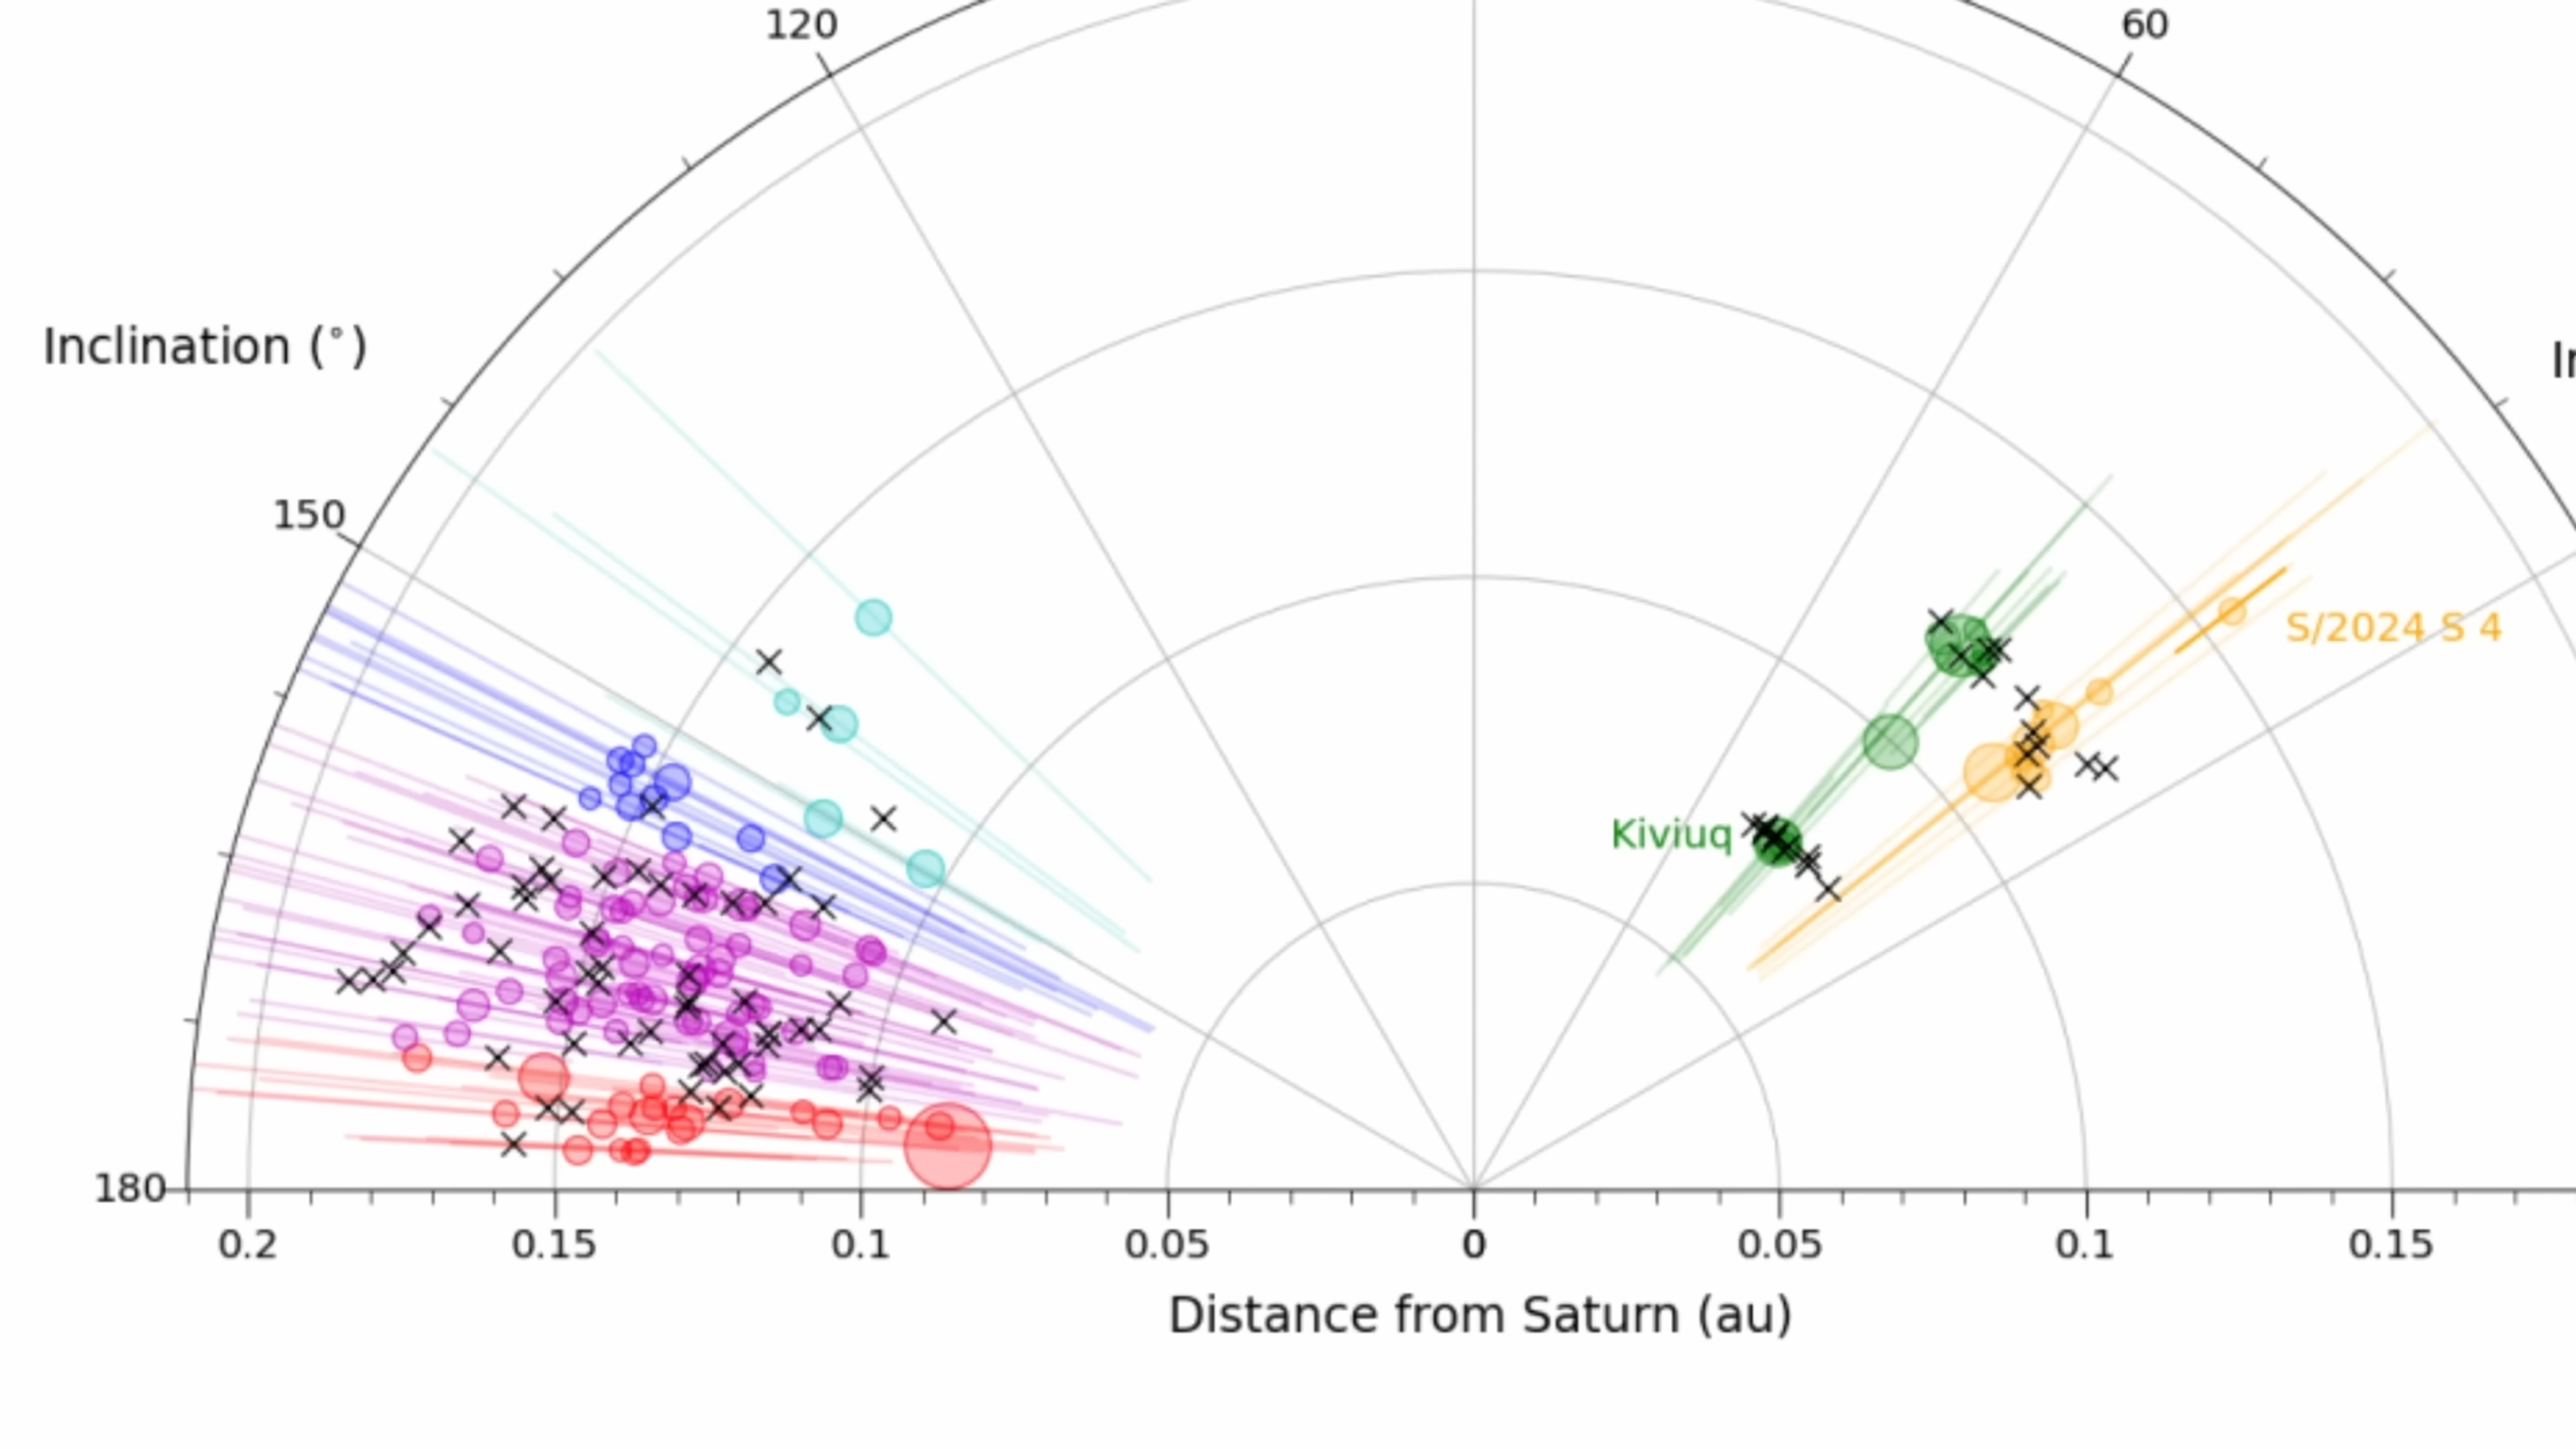 120
60
Inclination (°)
150
S/2024 S 4
Kiviuq
180
0.2 0.15 0.1 0.05 0 0.05 0.1 0.15
Distance from Saturn (au)